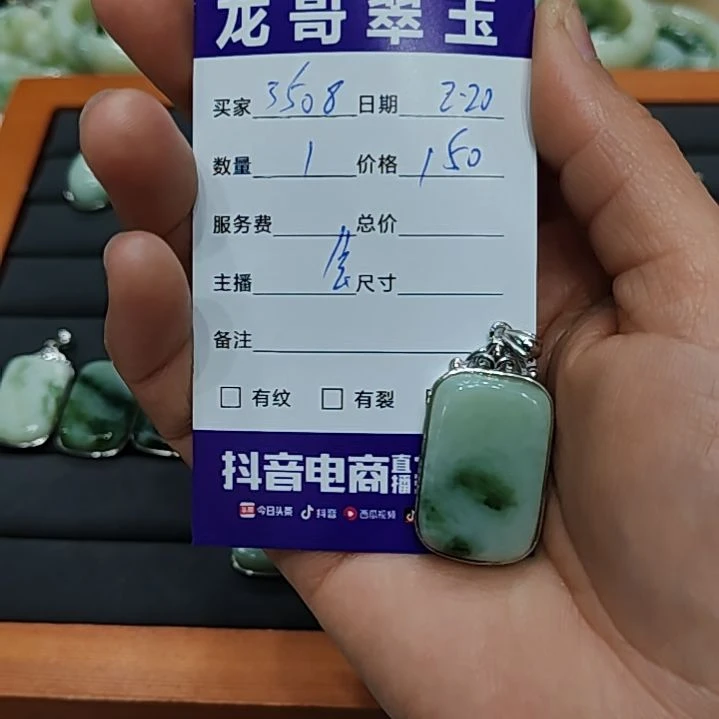 龙哥翠玉
买家 3508 日期 2-20
数量 1 价格 150
服务费 总价
主播 尺寸
备注
有纹 有裂
抖音电商 直播
今日头条 抖音 西瓜视频